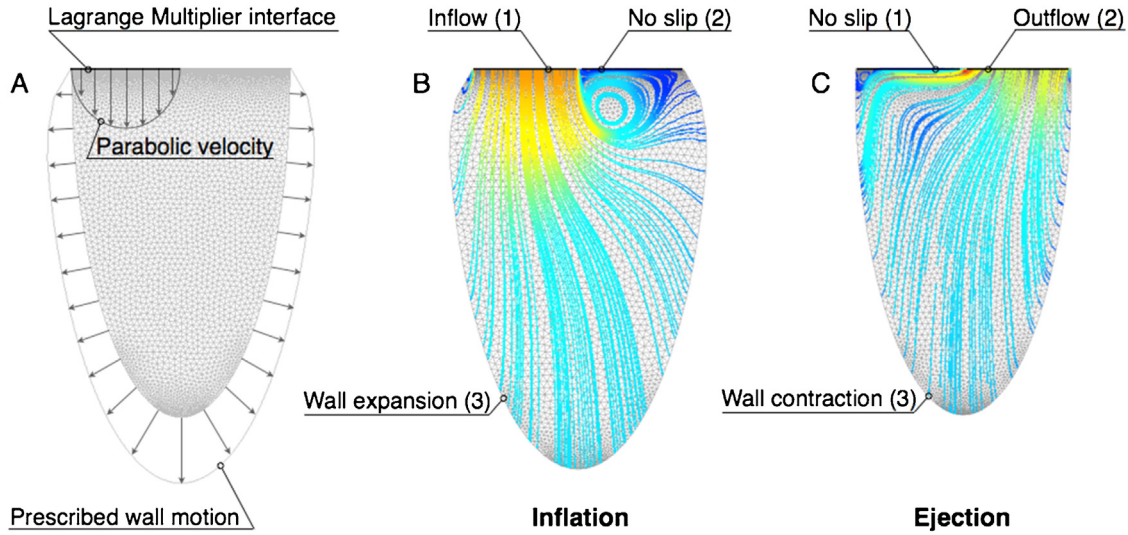 Lagrange Multiplier interface
Inflow (1)
No slip (2)
No slip (1)
Outflow (2)
A
B
C
Parabolic velocity
Wall expansion (3)
Wall contraction (3)
Prescribed wall motion
Inflation
Ejection